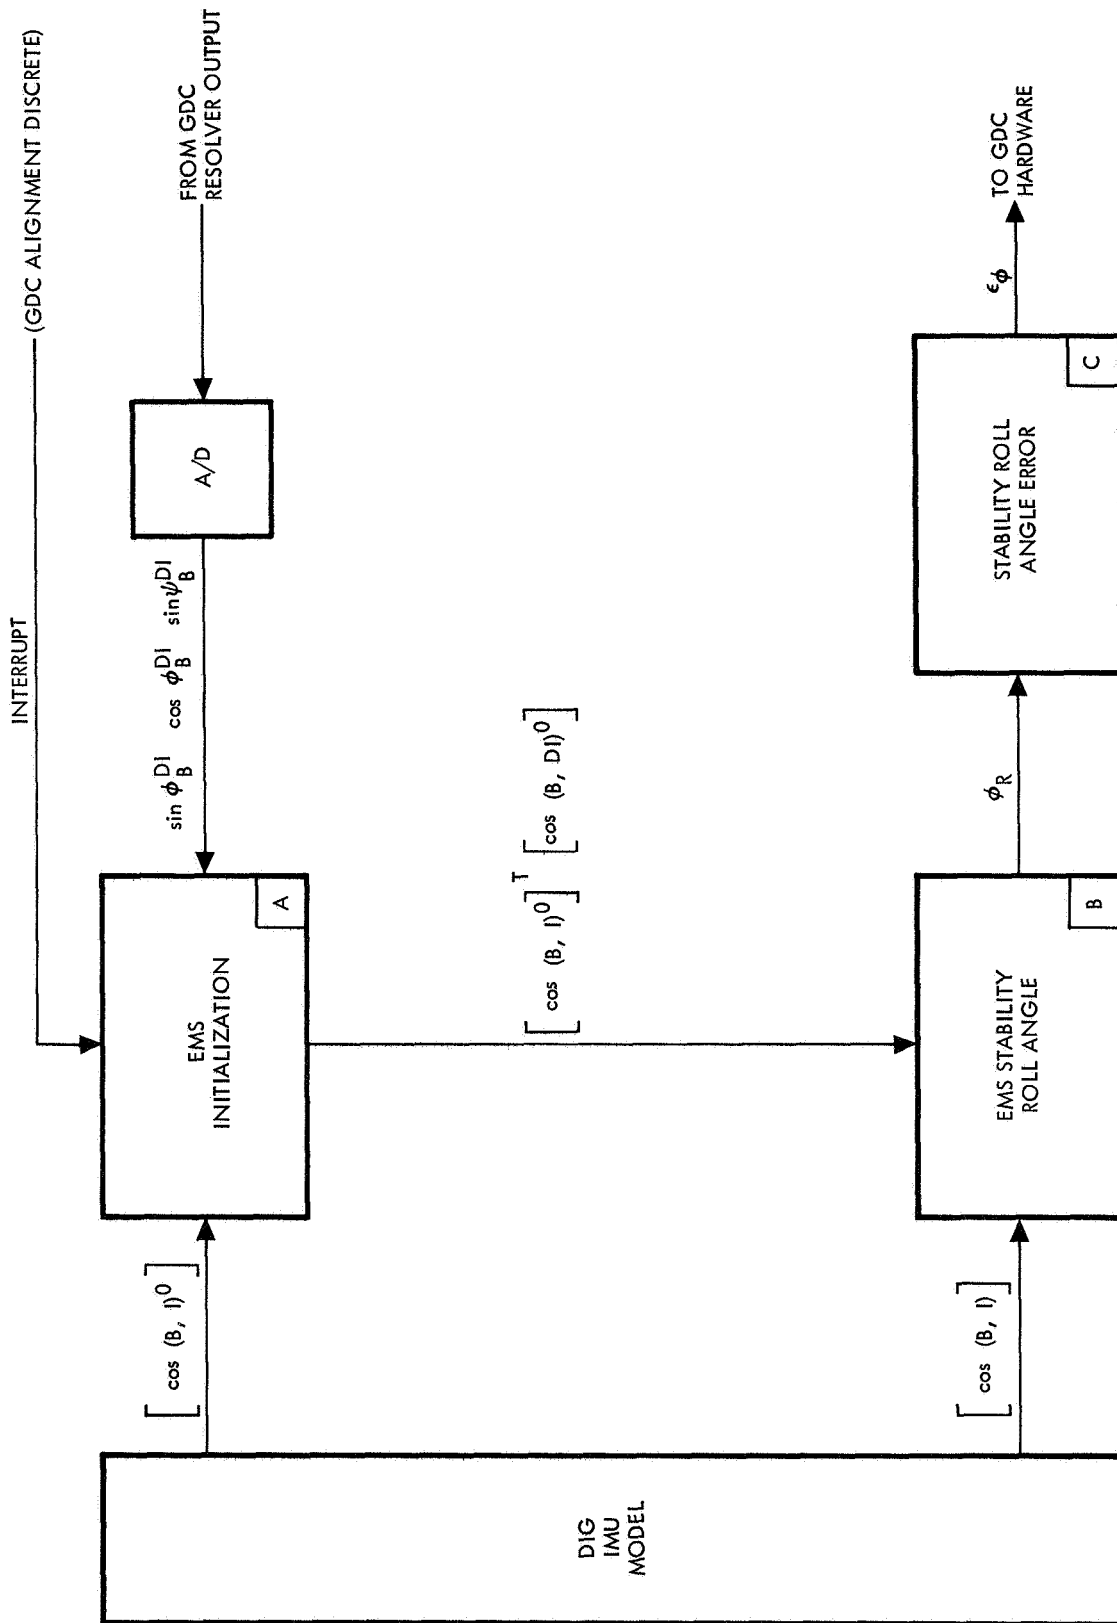 INTERRUPT
(GDC ALIGNMENT DISCRETE)
[ cos (B, I)⁰ ]
EMS
INITIALIZATION
A
sin ϕ_B^DI cos ϕ_B^DI sin ψ_B^DI
A/D
FROM GDC
RESOLVER OUTPUT
DIG
IMU
MODEL
[ cos (B, I)⁰ ]^T [ cos (B, DI)⁰ ]
[ cos (B, I) ]
EMS STABILITY
ROLL ANGLE
B
ϕ_R
STABILITY ROLL
ANGLE ERROR
C
ϵ_ϕ
TO GDC
HARDWARE